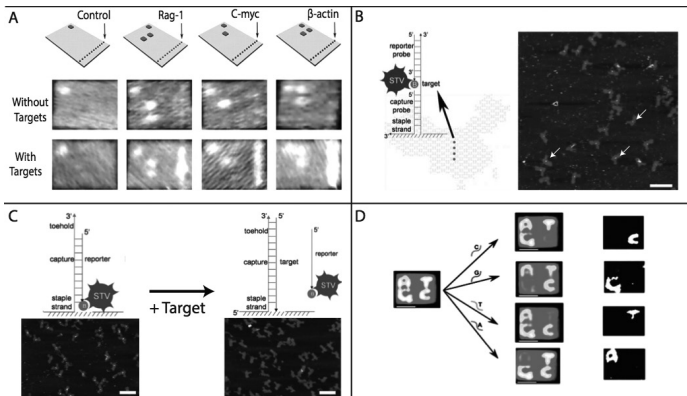 A
Control
Rag-1
C-myc
β-actin
Without
Targets
With
Targets
B
3'
5'
reporter
probe
3'
STV
B
target
5'
capture
probe
staple
strand
3'
C
3'
5'
toehold
capture
reporter
staple
strand
STV
+ Target
3'
5'
capture
target
reporter
STV
staple
strand
5'
D
A T
G C
C
G
T
A
A T
G
C
A T
C
G
A
G C
T
T
G C
A